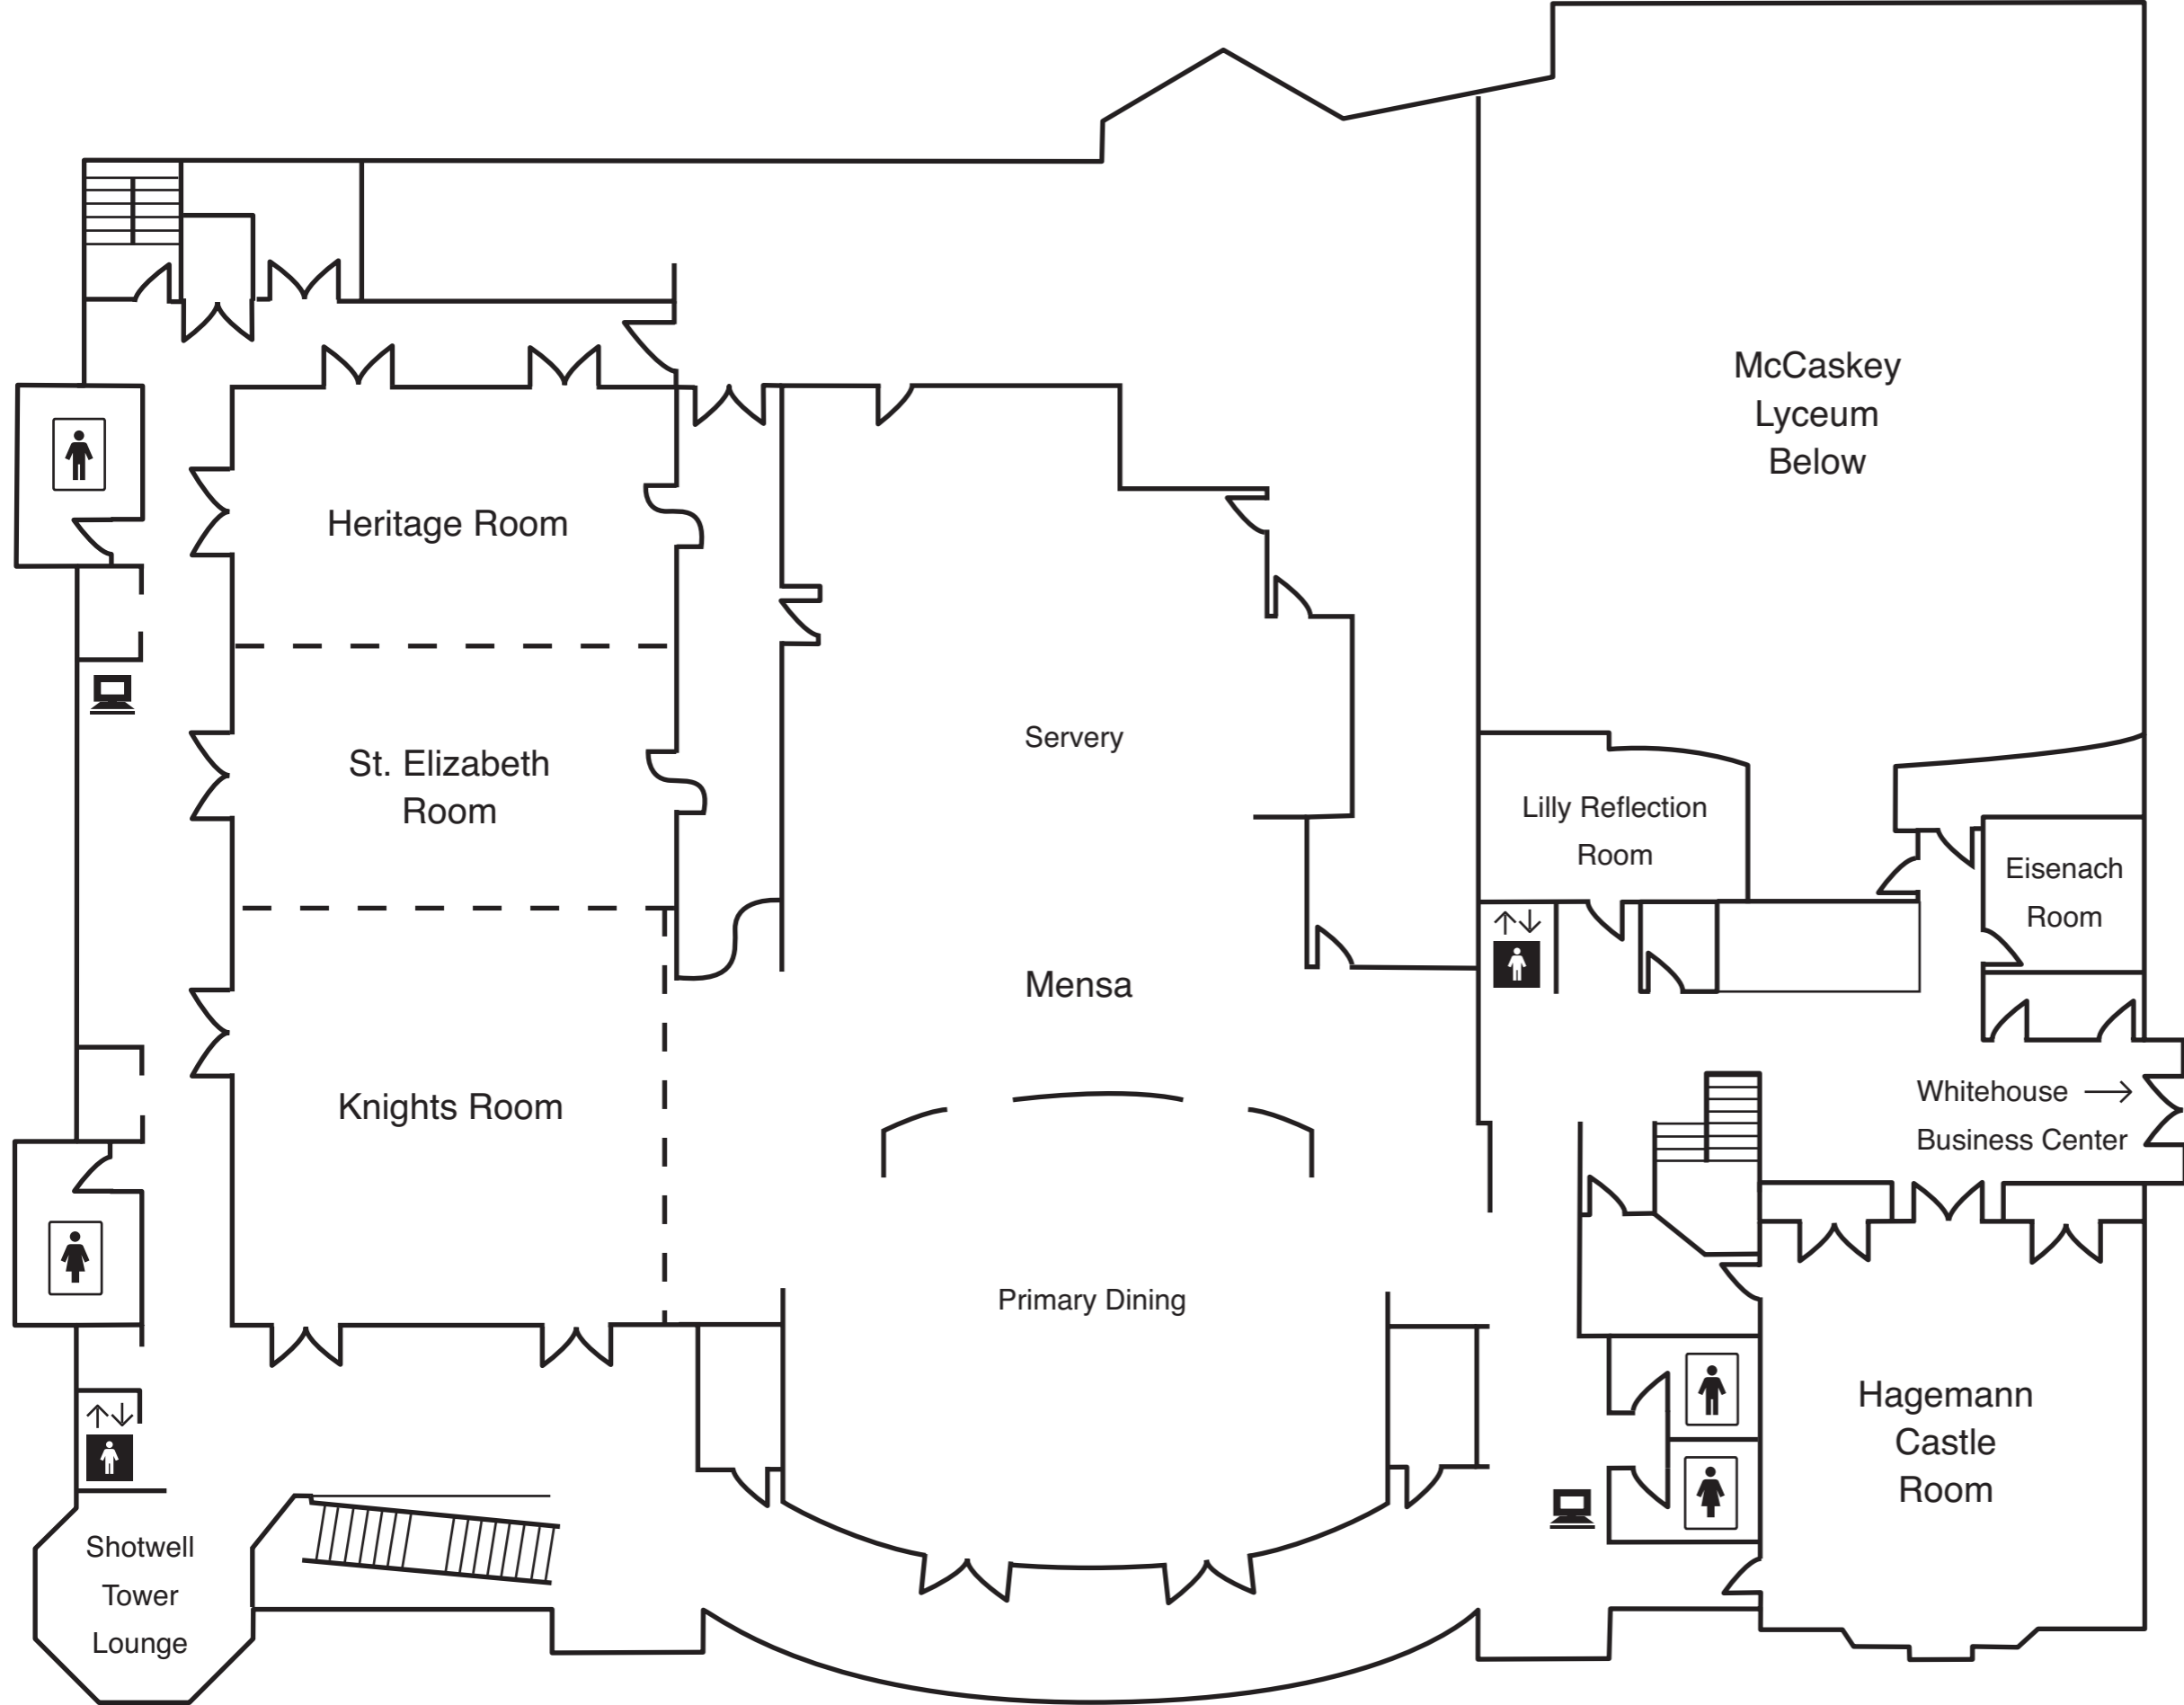 McCaskey
Lyceum
Below
Heritage Room
St. Elizabeth
Room
Servery
Lilly Reflection
Room
Eisenach
Room
Mensa
Knights Room
Whitehouse →
Business Center
Primary Dining
Hagemann
Castle
Room
Shotwell
Tower
Lounge